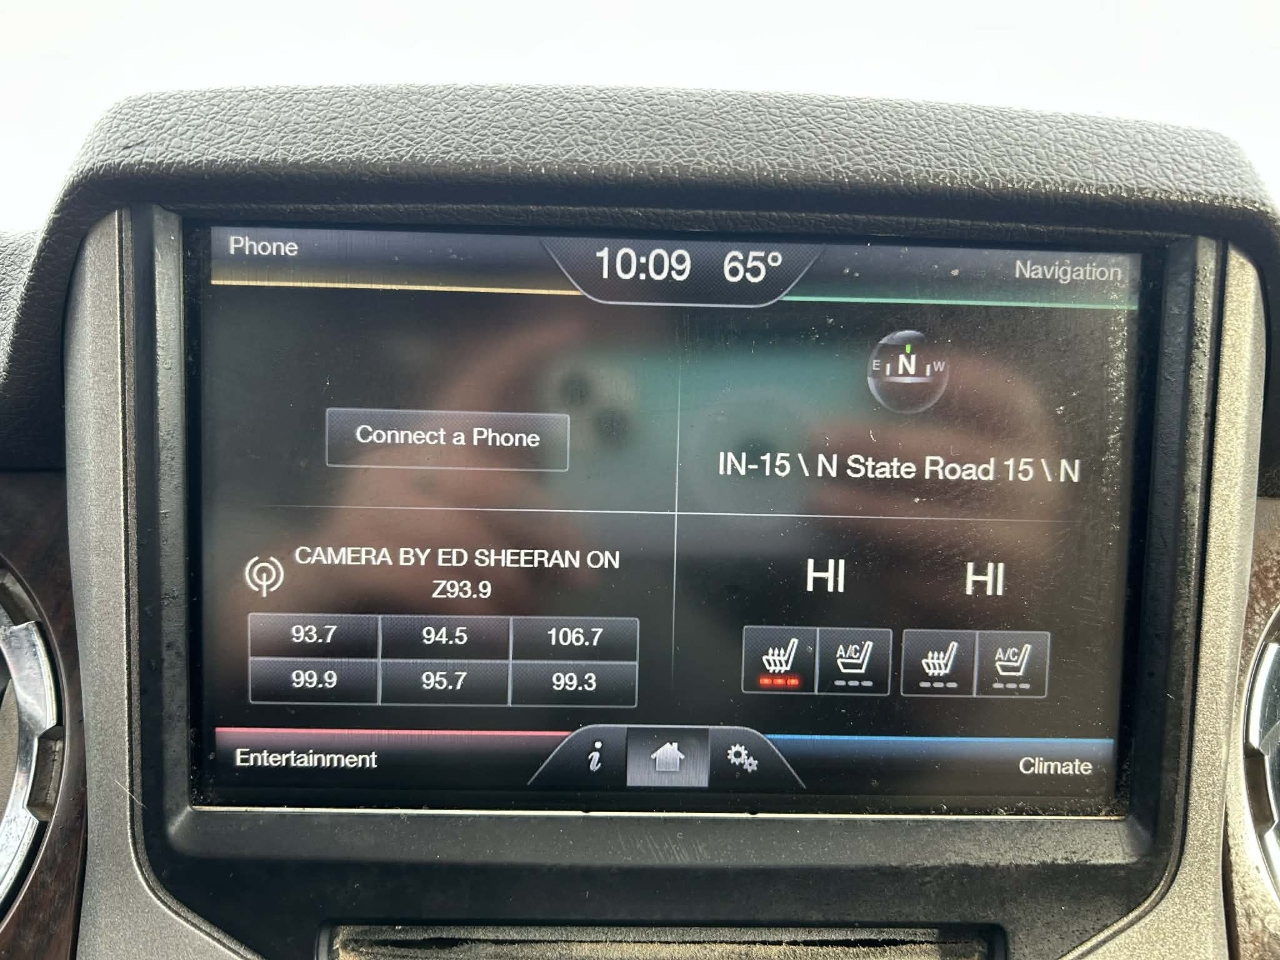 Phone
10:09 65°
Navigation
E N W
Connect a Phone
IN-15 \ N State Road 15 \ N
CAMERA BY ED SHEERAN ON
Z93.9
93.7 94.5 106.7
99.9 95.7 99.3
HI HI
A/C A/C
Entertainment
i
Climate